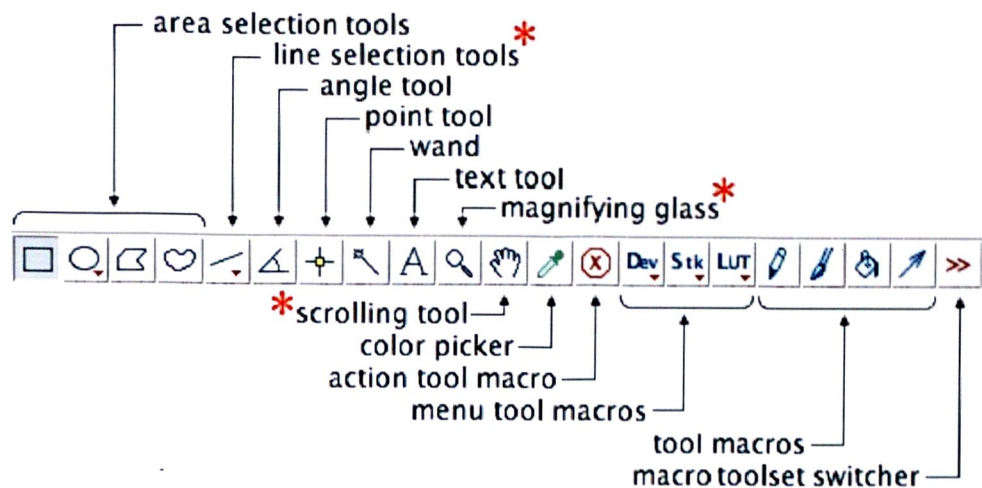 area selection tools
line selection tools*
angle tool
point tool
wand
text tool
magnifying glass*
A Dev Stk LUT >>
*scrolling tool
color picker
action tool macro
menu tool macros
tool macros
macro toolset switcher